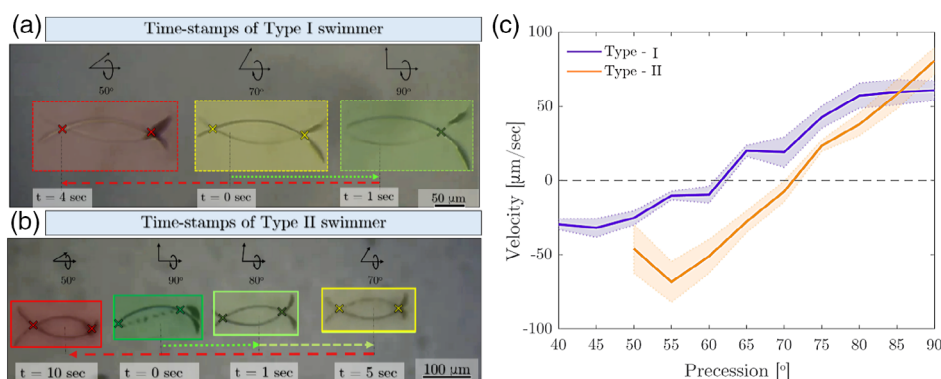 (a)
Time-stamps of Type I swimmer
50°
70°
90°
t = 4 sec
t = 0 sec
t = 1 sec
50 μm
(b)
Time-stamps of Type II swimmer
50°
90°
80°
70°
t = 10 sec
t = 0 sec
t = 1 sec
t = 5 sec
100 μm
(c)
100
50
0
-50
-100
Velocity [μm/sec]
Type - I
Type - II
40 45 50 55 60 65 70 75 80 85 90
Precession [°]